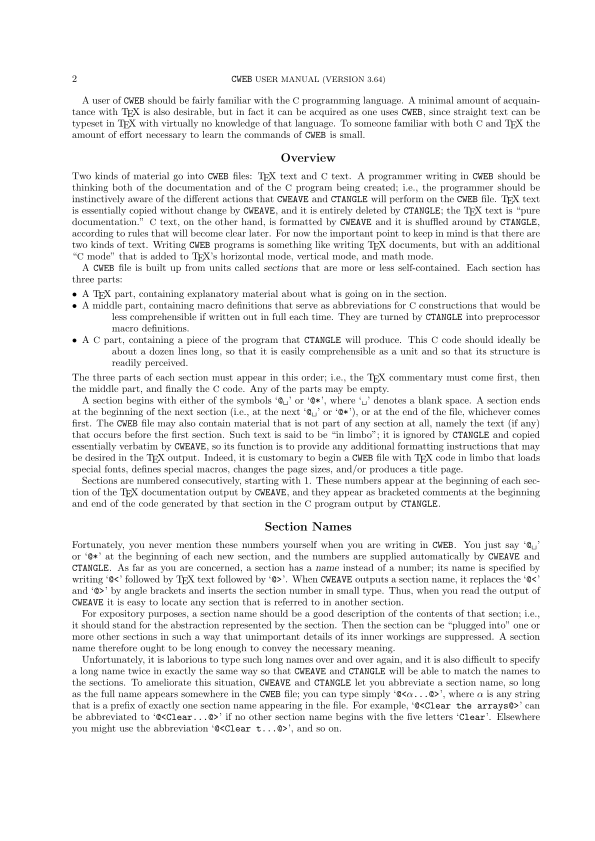 2 CWEB USER MANUAL (VERSION 3.64)
A user of CWEB should be fairly familiar with the C programming language. A minimal amount of acquain-
tance with TEX is also desirable, but in fact it can be acquired as one uses CWEB, since straight text can be
typeset in TEX with virtually no knowledge of that language. To someone familiar with both C and TEX the
amount of effort necessary to learn the commands of CWEB is small.
Overview
Two kinds of material go into CWEB files: TEX text and C text. A programmer writing in CWEB should be
thinking both of the documentation and of the C program being created; i.e., the programmer should be
instinctively aware of the different actions that CWEAVE and CTANGLE will perform on the CWEB file. TEX text
is essentially copied without change by CWEAVE, and it is entirely deleted by CTANGLE; the TEX text is “pure
documentation.” C text, on the other hand, is formatted by CWEAVE and it is shuffled around by CTANGLE,
according to rules that will become clear later. For now the important point to keep in mind is that there are
two kinds of text. Writing CWEB programs is something like writing TEX documents, but with an additional
“C mode” that is added to TEX’s horizontal mode, vertical mode, and math mode.
A CWEB file is built up from units called sections that are more or less self-contained. Each section has
three parts:
• A TEX part, containing explanatory material about what is going on in the section.
• A middle part, containing macro definitions that serve as abbreviations for C constructions that would be
less comprehensible if written out in full each time. They are turned by CTANGLE into preprocessor
macro definitions.
• A C part, containing a piece of the program that CTANGLE will produce. This C code should ideally be
about a dozen lines long, so that it is easily comprehensible as a unit and so that its structure is
readily perceived.
The three parts of each section must appear in this order; i.e., the TEX commentary must come first, then
the middle part, and finally the C code. Any of the parts may be empty.
A section begins with either of the symbols ‘@␣’ or ‘@*’, where ‘␣’ denotes a blank space. A section ends
at the beginning of the next section (i.e., at the next ‘@␣’ or ‘@*’), or at the end of the file, whichever comes
first. The CWEB file may also contain material that is not part of any section at all, namely the text (if any)
that occurs before the first section. Such text is said to be “in limbo”; it is ignored by CTANGLE and copied
essentially verbatim by CWEAVE, so its function is to provide any additional formatting instructions that may
be desired in the TEX output. Indeed, it is customary to begin a CWEB file with TEX code in limbo that loads
special fonts, defines special macros, changes the page sizes, and/or produces a title page.
Sections are numbered consecutively, starting with 1. These numbers appear at the beginning of each sec-
tion of the TEX documentation output by CWEAVE, and they appear as bracketed comments at the beginning
and end of the code generated by that section in the C program output by CTANGLE.
Section Names
Fortunately, you never mention these numbers yourself when you are writing in CWEB. You just say ‘@␣’
or ‘@*’ at the beginning of each new section, and the numbers are supplied automatically by CWEAVE and
CTANGLE. As far as you are concerned, a section has a name instead of a number; its name is specified by
writing ‘@<’ followed by TEX text followed by ‘@>’. When CWEAVE outputs a section name, it replaces the ‘@<’
and ‘@>’ by angle brackets and inserts the section number in small type. Thus, when you read the output of
CWEAVE it is easy to locate any section that is referred to in another section.
For expository purposes, a section name should be a good description of the contents of that section; i.e.,
it should stand for the abstraction represented by the section. Then the section can be “plugged into” one or
more other sections in such a way that unimportant details of its inner workings are suppressed. A section
name therefore ought to be long enough to convey the necessary meaning.
Unfortunately, it is laborious to type such long names over and over again, and it is also difficult to specify
a long name twice in exactly the same way so that CWEAVE and CTANGLE will be able to match the names to
the sections. To ameliorate this situation, CWEAVE and CTANGLE let you abbreviate a section name, so long
as the full name appears somewhere in the CWEB file; you can type simply ‘@<α...@>’, where α is any string
that is a prefix of exactly one section name appearing in the file. For example, ‘@<Clear the arrays@>’ can
be abbreviated to ‘@<Clear...@>’ if no other section name begins with the five letters ‘Clear’. Elsewhere
you might use the abbreviation ‘@<Clear t...@>’, and so on.